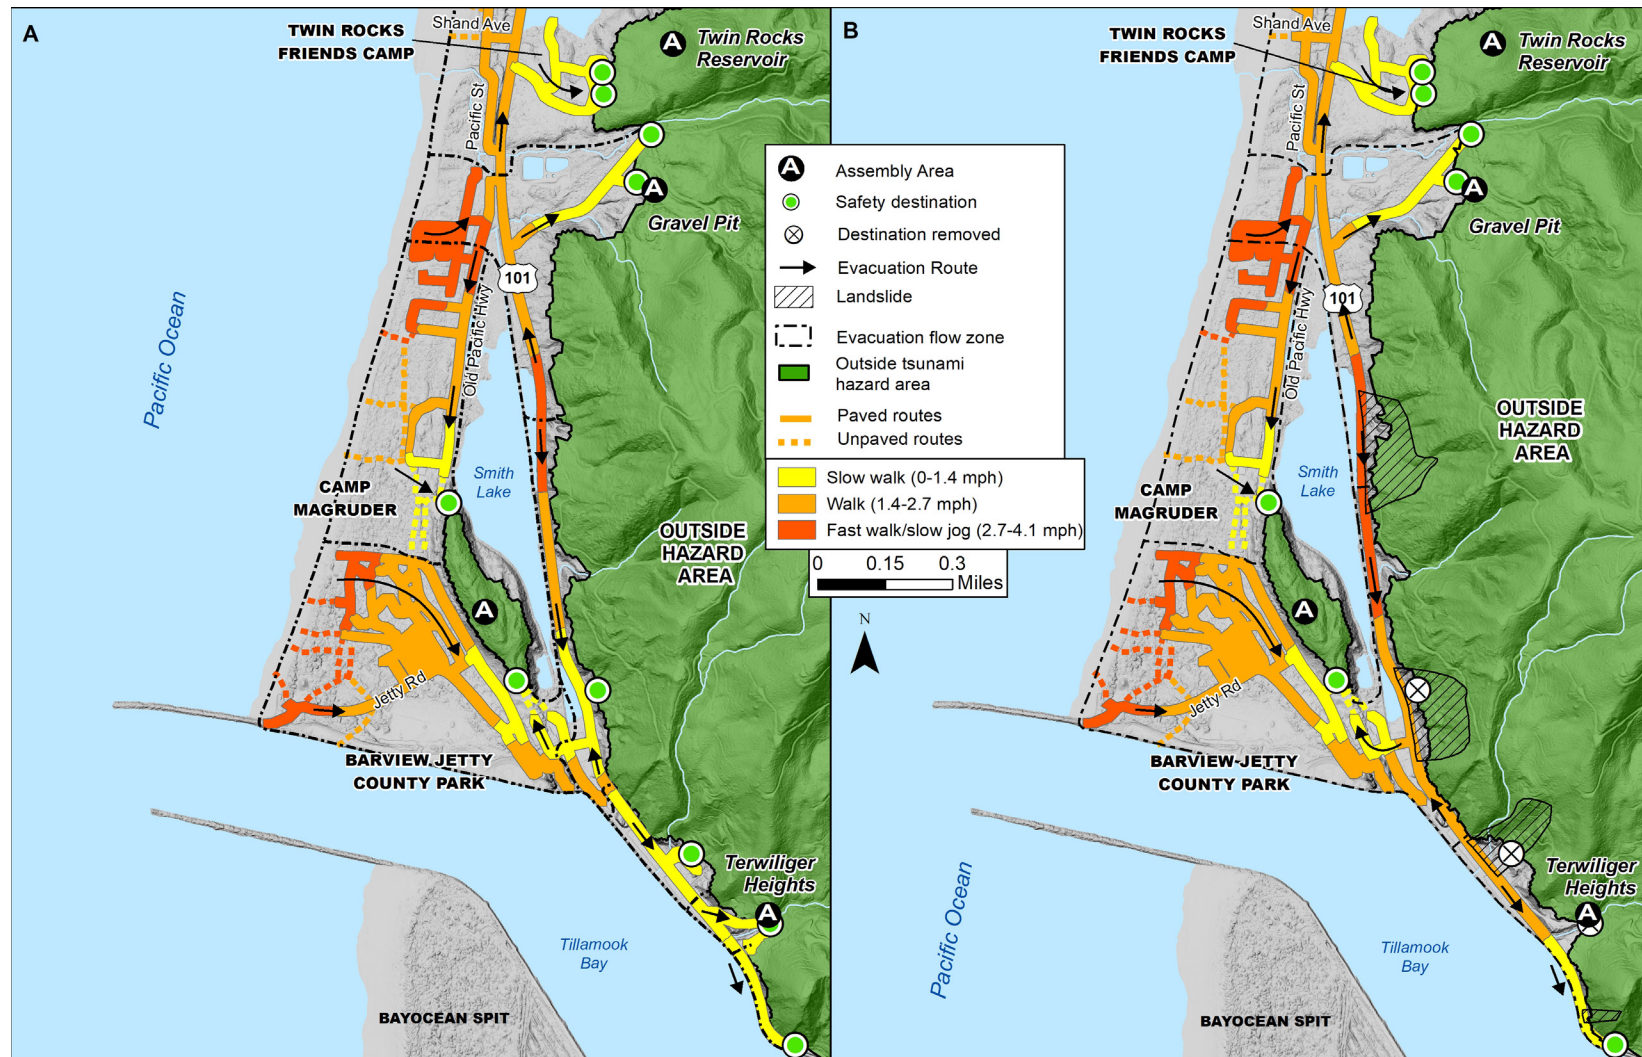 A
TWIN ROCKS
FRIENDS CAMP
Shand Ave
A
Twin Rocks
Reservoir
Pacific St
A
Gravel Pit
101
Old Pacific Hwy
Pacific Ocean
Smith
Lake
CAMP
MAGRUDER
OUTSIDE
HAZARD
AREA
A
Jetty Rd
BARVIEW JETTY
COUNTY PARK
Terwiliger
Heights
A
Tillamook
Bay
BAYOCEAN SPIT
A
Assembly Area
Safety destination
Destination removed
Evacuation Route
Landslide
Evacuation flow zone
Outside tsunami
hazard area
Paved routes
Unpaved routes
Slow walk (0-1.4 mph)
Walk (1.4-2.7 mph)
Fast walk/slow jog (2.7-4.1 mph)
0 0.15 0.3
Miles
N
B
TWIN ROCKS
FRIENDS CAMP
Shand Ave
A
Twin Rocks
Reservoir
Pacific St
A
Gravel Pit
101
Old Pacific Hwy
OUTSIDE
HAZARD
AREA
Smith
Lake
CAMP
MAGRUDER
A
Jetty Rd
BARVIEW JETTY
COUNTY PARK
Terwiliger
Heights
A
Pacific Ocean
Tillamook
Bay
BAYOCEAN SPIT